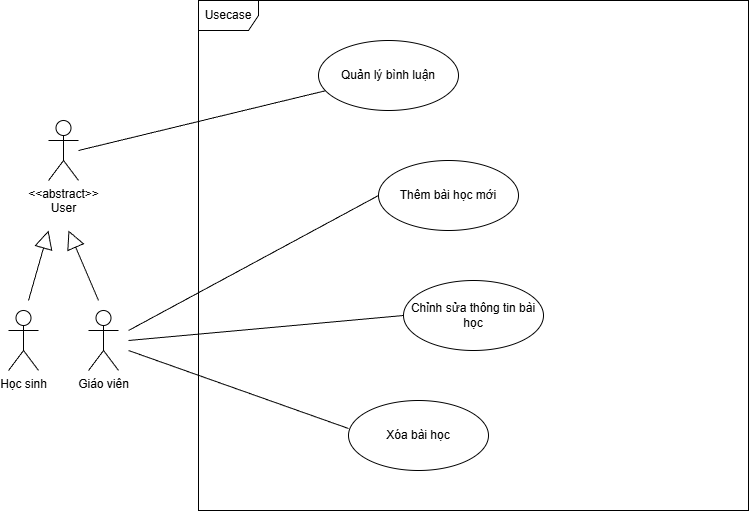 Usecase
Quản lý bình luận
<<abstract>>
User
Thêm bài học mới
Chỉnh sửa thông tin bài
học
Học sinh
Giáo viên
Xóa bài học